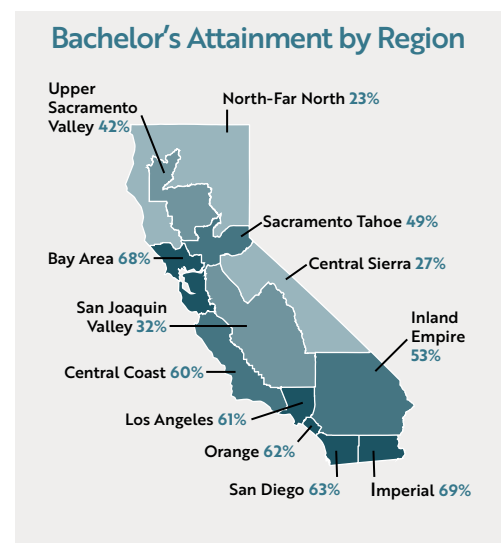 Bachelor’s Attainment by Region
Upper
Sacramento
Valley 42%
North-Far North 23%
Sacramento Tahoe 49%
Bay Area 68%
Central Sierra 27%
San Joaquin
Valley 32%
Inland
Empire
53%
Central Coast 60%
Los Angeles 61%
Orange 62%
San Diego 63%
Imperial 69%